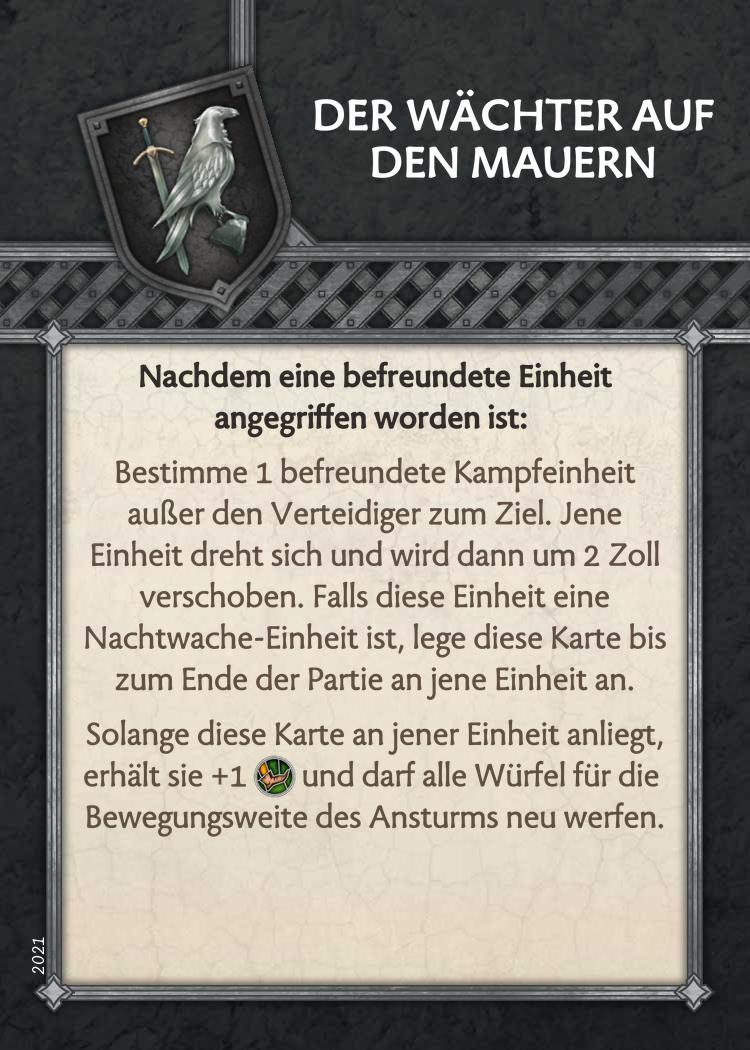 DER WÄCHTER AUF
DEN MAUERN
Nachdem eine befreundete Einheit
angegriffen worden ist:
Bestimme 1 befreundete Kampfeinheit
außer den Verteidiger zum Ziel. Jene
Einheit dreht sich und wird dann um 2 Zoll
verschoben. Falls diese Einheit eine
Nachtwache-Einheit ist, lege diese Karte bis
zum Ende der Partie an jene Einheit an.
Solange diese Karte an jener Einheit anliegt,
erhält sie +1 und darf alle Würfel für die
Bewegungsweite des Ansturms neu werfen.
2021